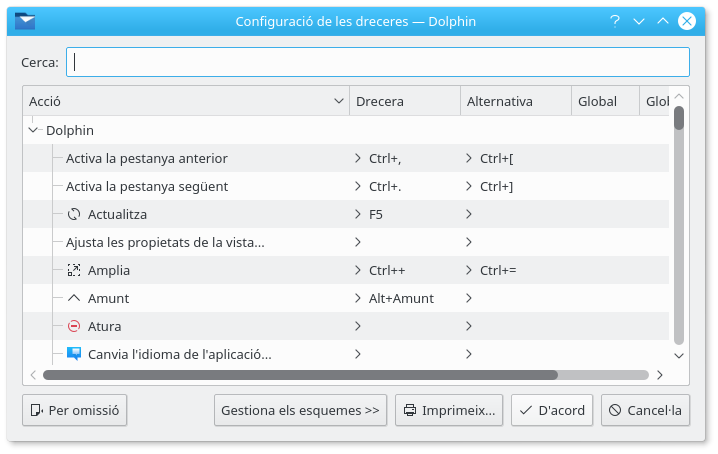 Configuració de les dreceres — Dolphin
Cerca:
Acció Drecera Alternativa Global Glol
Dolphin
Activa la pestanya anterior Ctrl+, Ctrl+[
Activa la pestanya següent Ctrl+. Ctrl+]
Actualitza F5
Ajusta les propietats de la vista...
Amplia Ctrl++ Ctrl+=
Amunt Alt+Amunt
Atura
Canvia l'idioma de l'aplicació...
Per omissió Gestiona els esquemes >> Imprimeix... D'acord Cancel·la